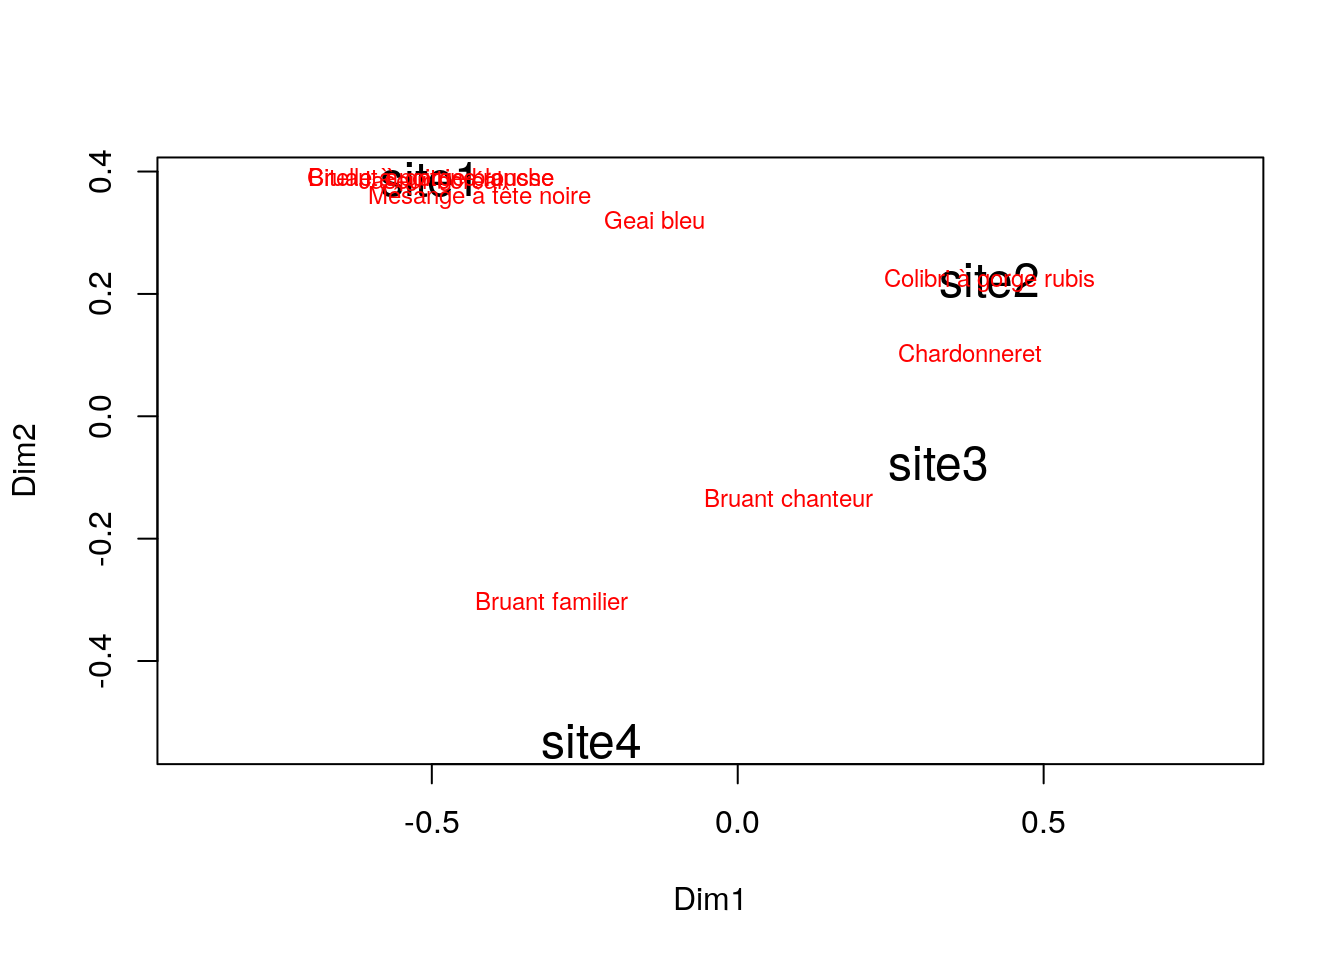 0.4
site1
Mésange à tête noire
Geai bleu
site2
Colibri à gorge rubis
0.2
Chardonneret
0.0
site3
Dim2
Bruant chanteur
-0.2
Bruant familier
-0.4
site4
-0.5
0.0
0.5
Dim1